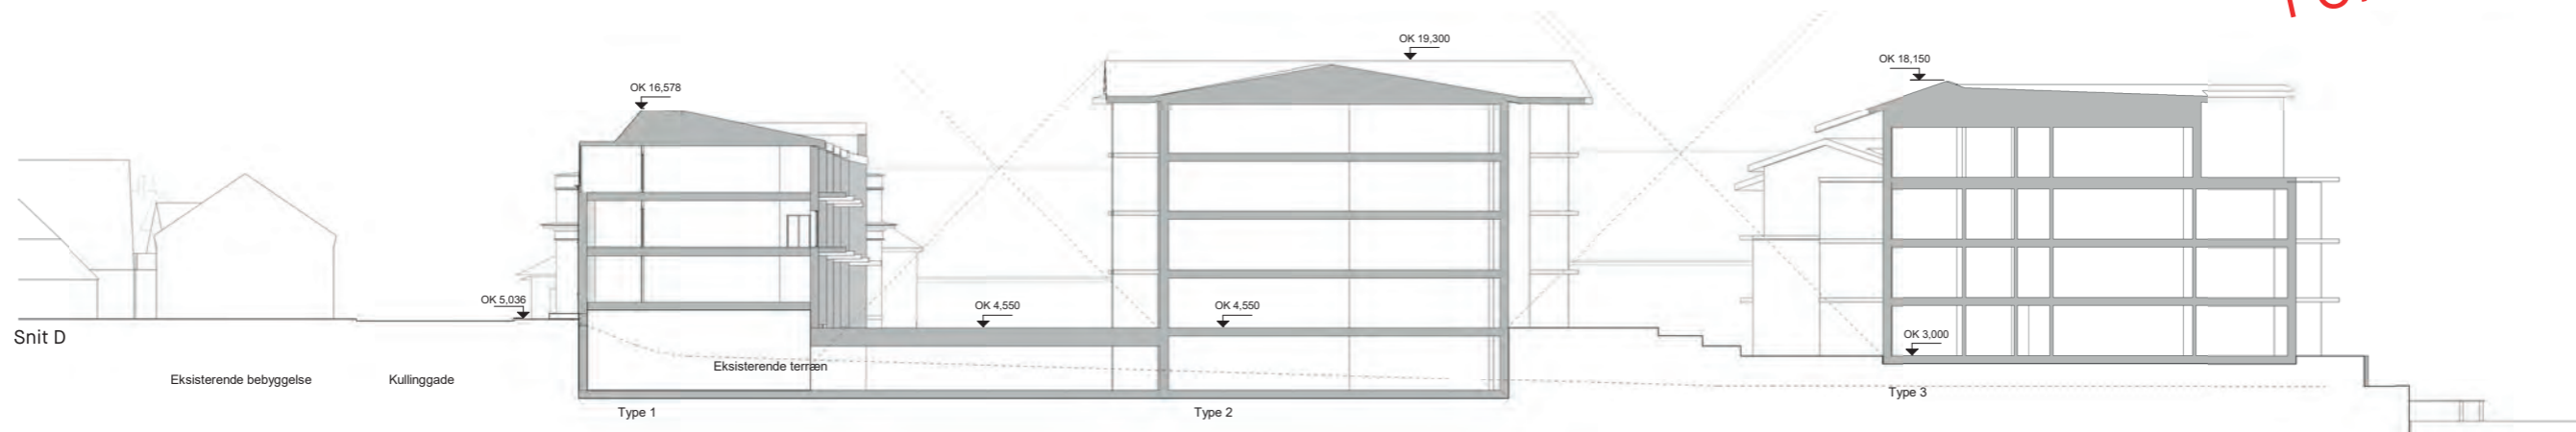 OK 19,300
OK 18,150
OK 16,578
OK 5,036
OK 4,550
OK 4,550
OK 3,000
Snit D
Eksisterende terræn
Eksisterende bebyggelse
Kullinggade
Type 3
Type 1
Type 2